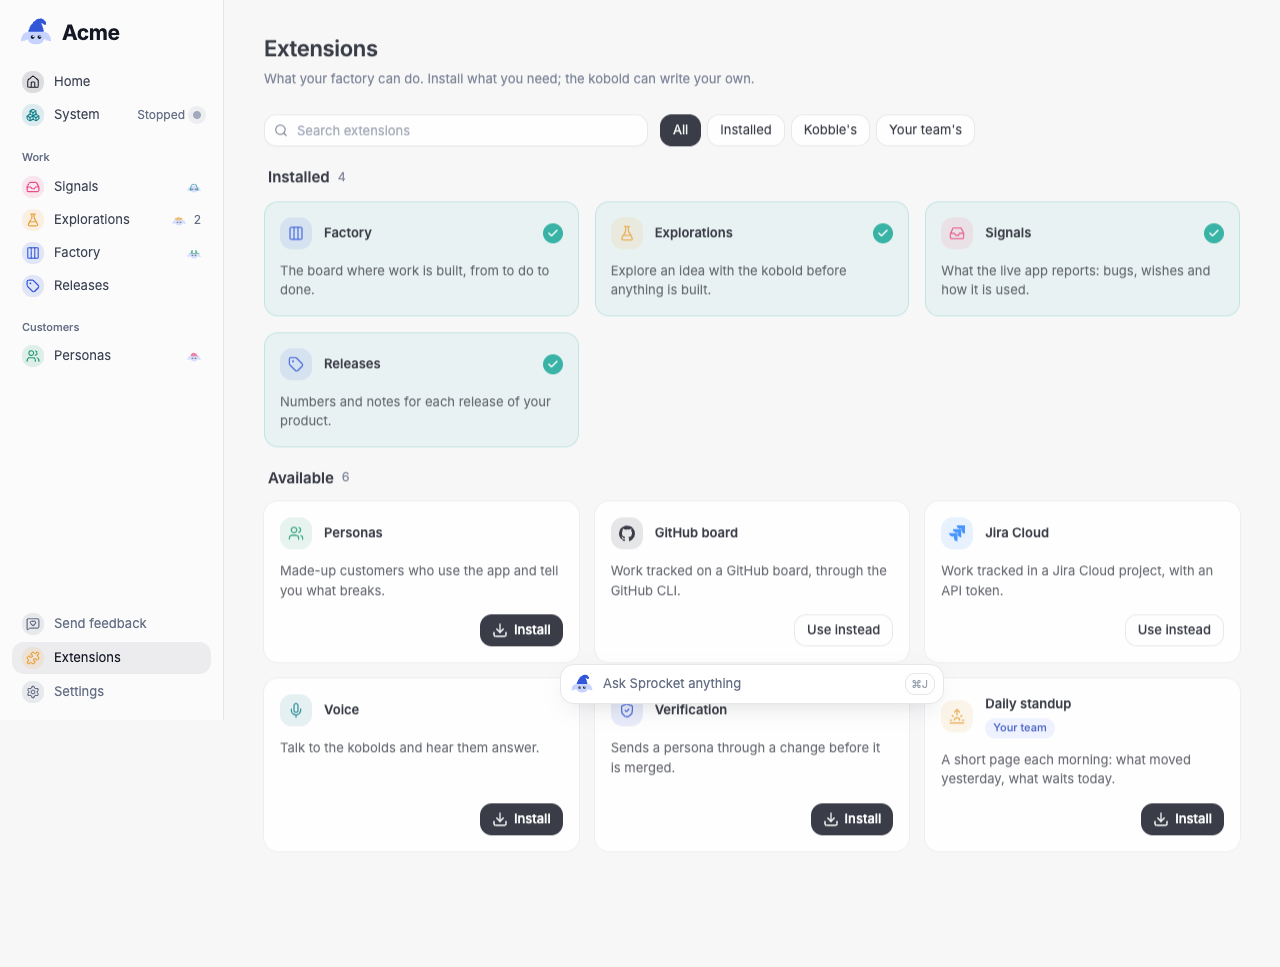 Acme
Home
System Stopped
Work
Signals
Explorations 2
Factory
Releases
Customers
Personas
Send feedback
Extensions
Settings
Extensions
What your factory can do. Install what you need; the kobold can write your own.
Search extensions
All Installed Kobble's Your team's
Installed 4
Factory
The board where work is built, from to do to
done.
Explorations
Explore an idea with the kobold before
anything is built.
Signals
What the live app reports: bugs, wishes and
how it is used.
Releases
Numbers and notes for each release of your
product.
Available 6
Personas
Made-up customers who use the app and tell
you what breaks.
Install
GitHub board
Work tracked on a GitHub board, through the
GitHub CLI.
Use instead
Jira Cloud
Work tracked in a Jira Cloud project, with an
API token.
Use instead
Ask Sprocket anything ⌘J
Voice
Talk to the kobolds and hear them answer.
Install
Verification
Sends a persona through a change before it
is merged.
Install
Daily standup
Your team
A short page each morning: what moved
yesterday, what waits today.
Install